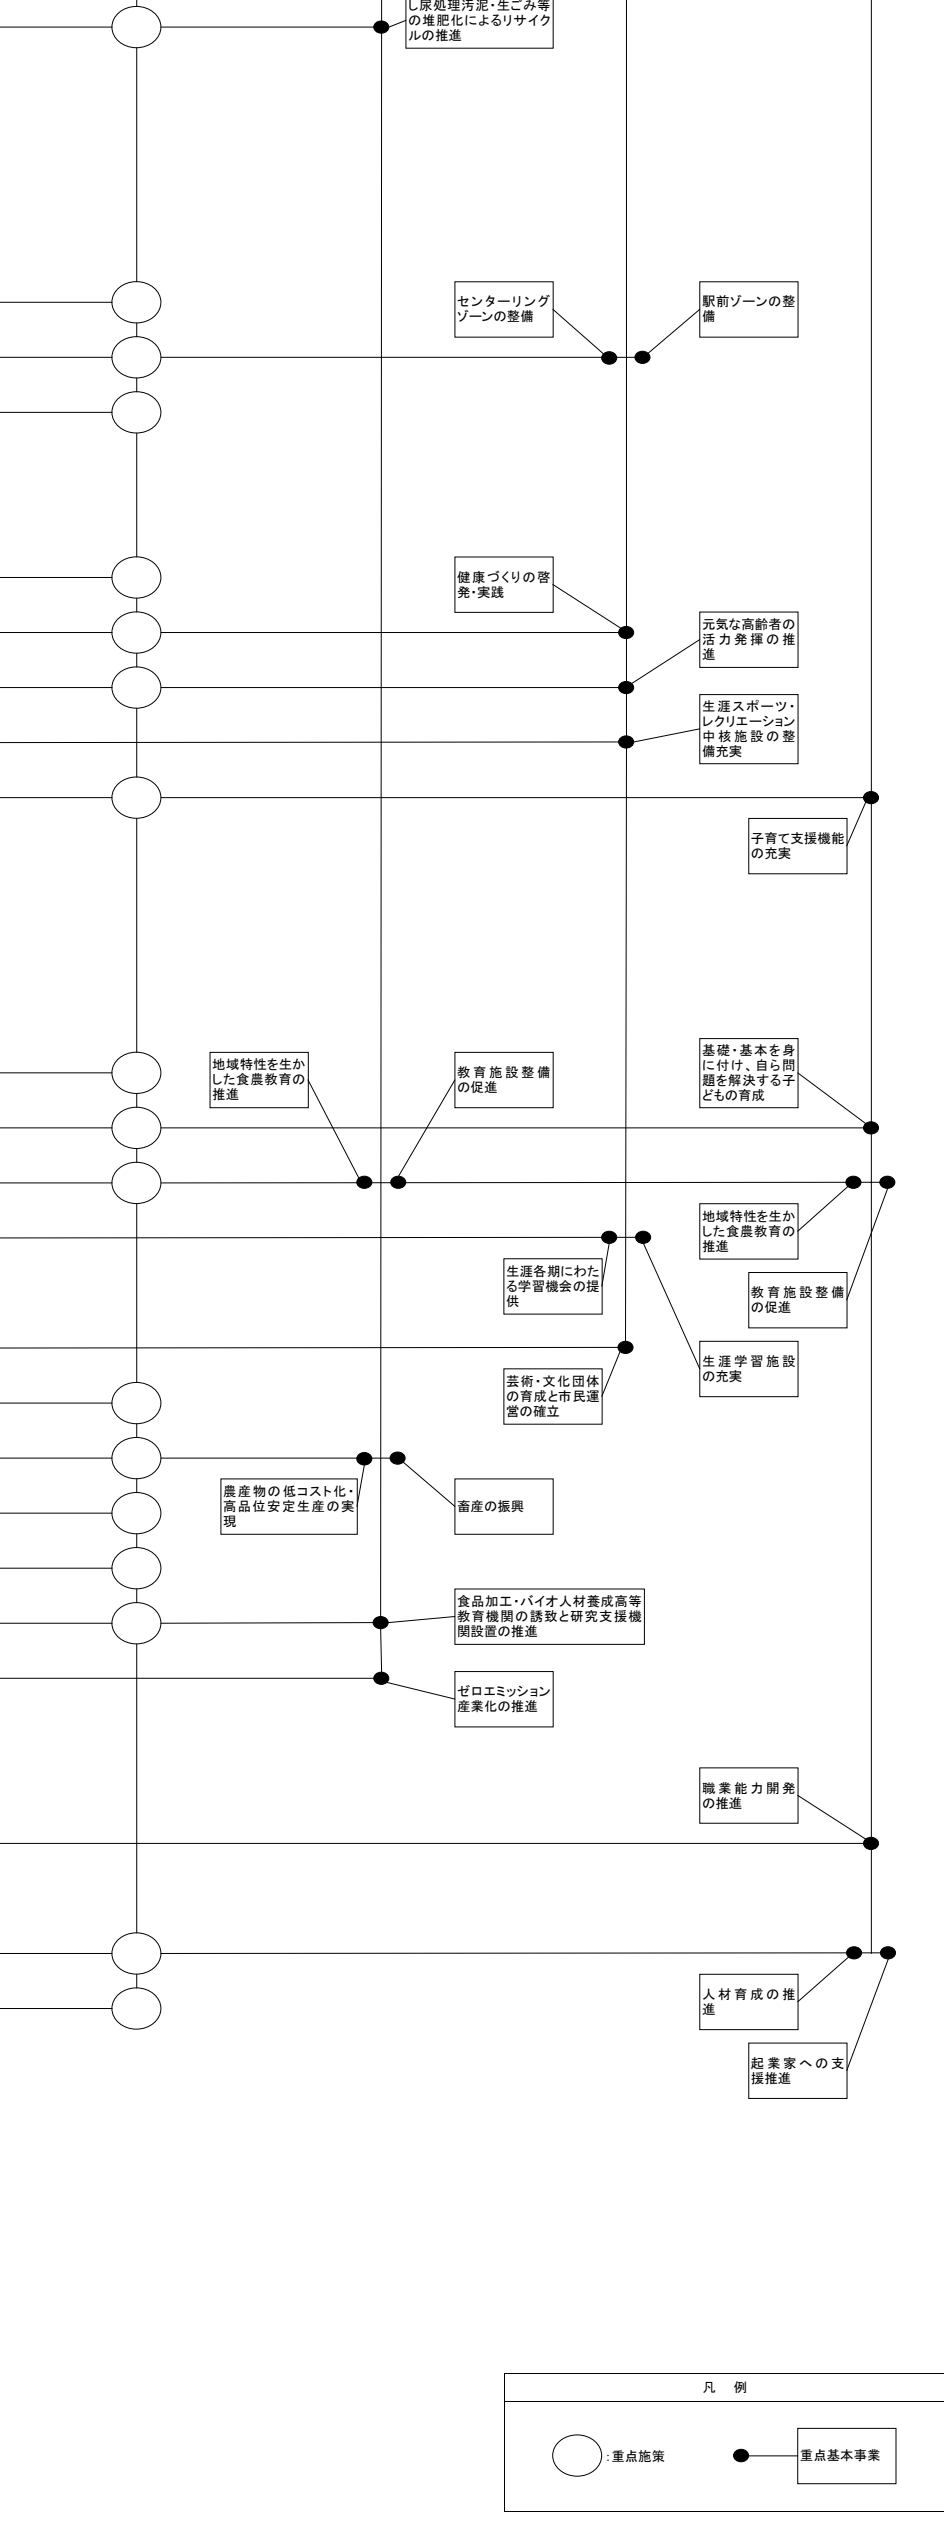 し尿処理汚泥・生ごみ等
の堆肥化によるリサイク
ルの推進
センターリング
ゾーンの整備
駅前ゾーンの整
備
健康づくりの啓
発・実践
元気な高齢者の
活力発揮の推
進
生涯スポーツ・
レクリエーション
中核施設の整
備充実
子育て支援機能
の充実
地域特性を生か
した食農教育の
推進
教育施設整備
の促進
基礎・基本を身
に付け、自ら問
題を解決する子
どもの育成
地域特性を生か
した食農教育の
推進
生涯各期にわた
る学習機会の提
供
教育施設整備
の促進
生涯学習施設
の充実
芸術・文化団体
の育成と市民運
営の確立
農産物の低コスト化・
高品位安定生産の実
現
畜産の振興
食品加工・バイオ人材養成高等
教育機関の誘致と研究支援機
関設置の推進
ゼロエミッション
産業化の推進
職業能力開発
の推進
人材育成の推
進
起業家への支
援推進
凡 例
:重点施策
重点基本事業